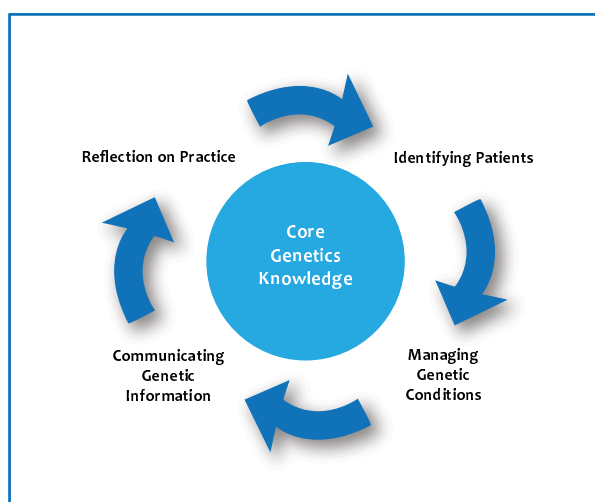 Reflection on Practice
Identifying Patients
Core
Genetics
Knowledge
Communicating
Genetic
Information
Managing
Genetic
Conditions